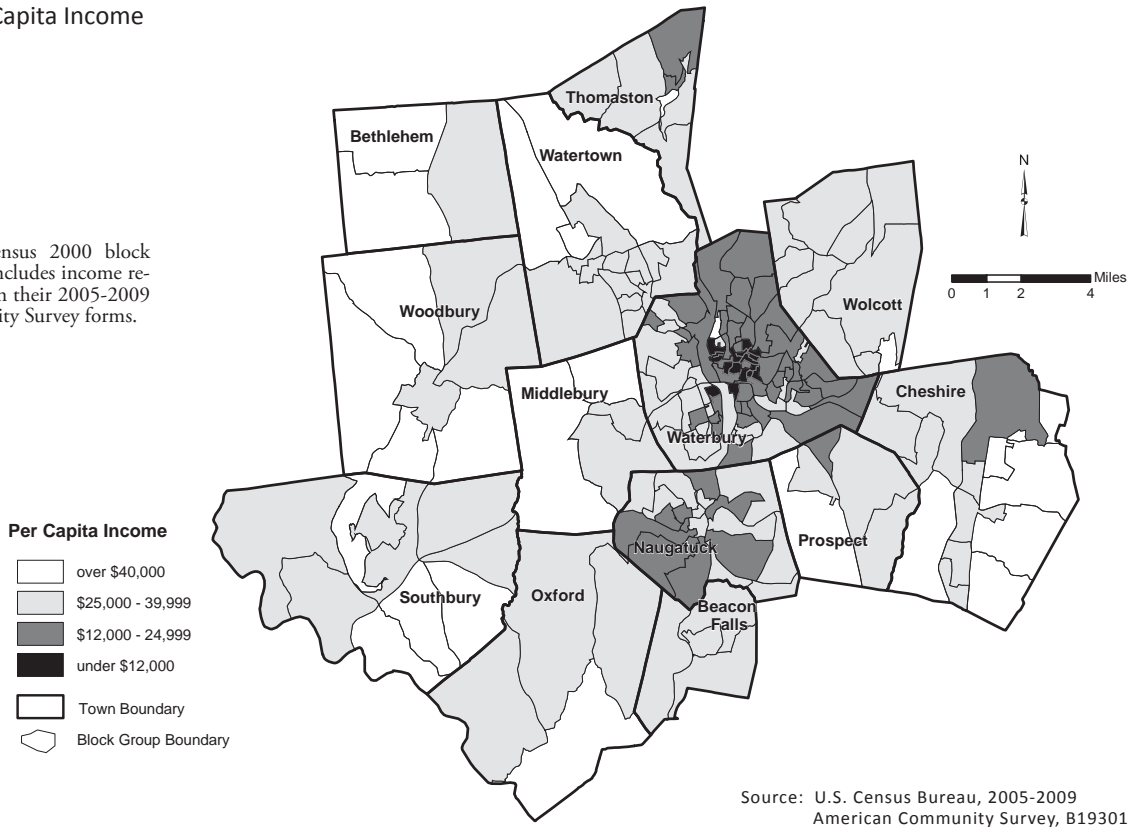 Capita Income
ensus 2000 block
ncludes income re-
n their 2005-2009
ity Survey forms.
Thomaston
Bethlehem
Watertown
N
Miles
0 1 2 4
Woodbury
Wolcott
Middlebury
Cheshire
Waterbury
Naugatuck
Prospect
Southbury
Oxford
Beacon
Falls
Per Capita Income
over $40,000
$25,000 - 39,999
$12,000 - 24,999
under $12,000
Town Boundary
Block Group Boundary
Source: U.S. Census Bureau, 2005-2009
American Community Survey, B19301